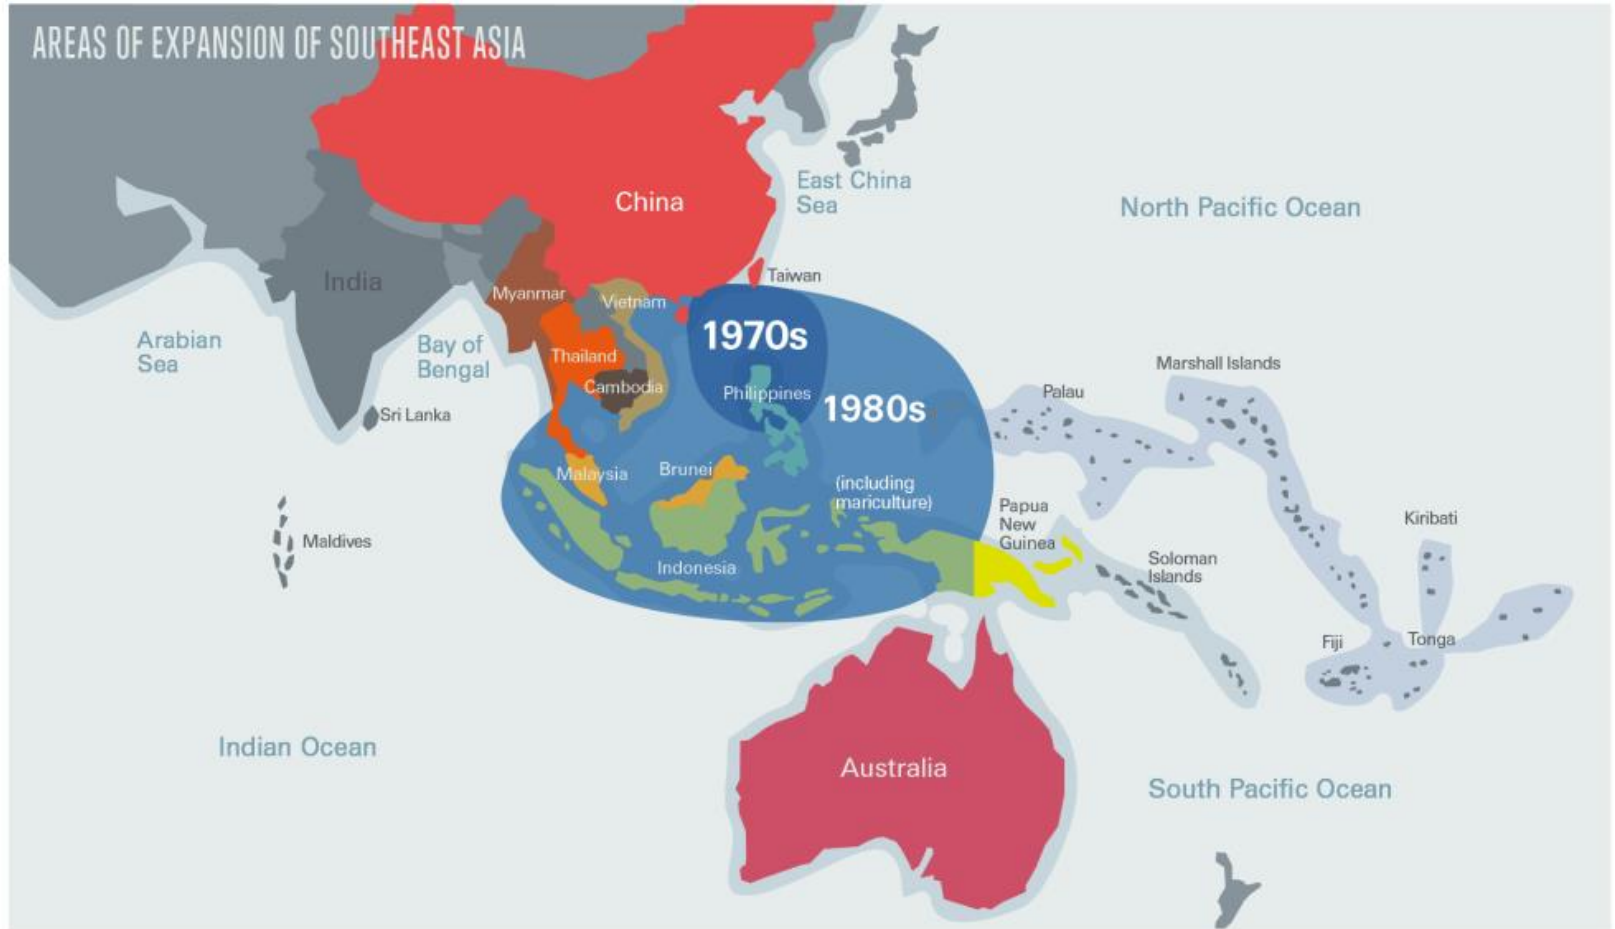 AREAS OF EXPANSION OF SOUTHEAST ASIA
China
East China
Sea
North Pacific Ocean
Taiwan
India
Myanmar
Vietnam
1970s
Arabian
Sea
Bay of
Bengal
Thailand
Cambodia
Philippines
1980s
Marshall Islands
Palau
Sri Lanka
Malaysia
Brunei
(including
mariculture)
Papua
New
Guinea
Kiribati
Maldives
Indonesia
Soloman
Islands
Fiji
Tonga
Indian Ocean
Australia
South Pacific Ocean